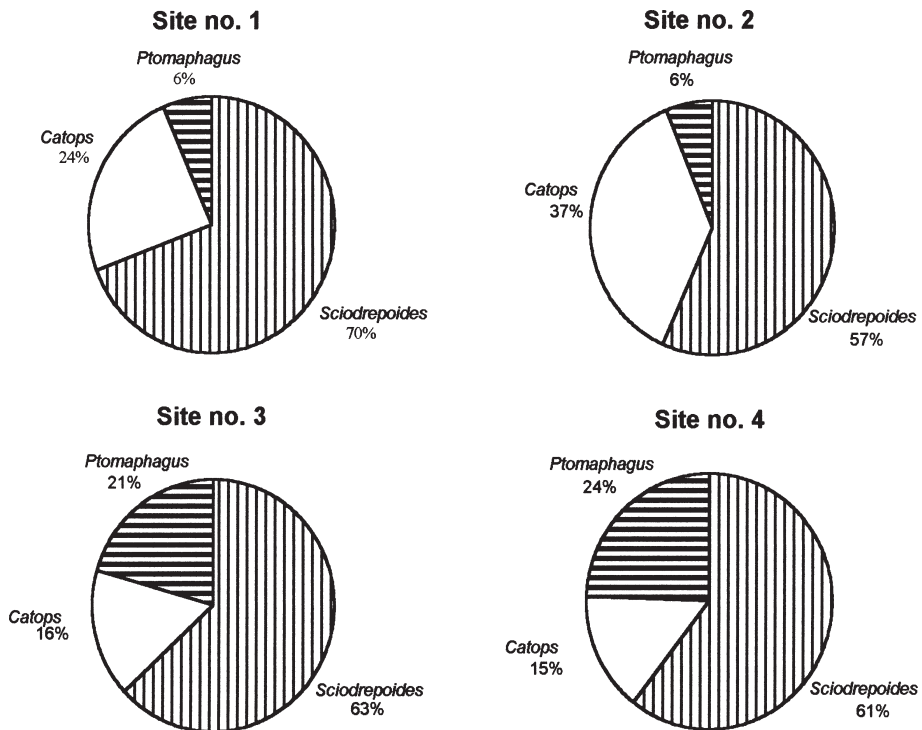 Site no. 1
Ptomaphagus
6%
Catops
24%
Sciodrepoides
70%
Site no. 2
Ptomaphagus
6%
Catops
37%
Sciodrepoides
57%
Site no. 3
Ptomaphagus
21%
Catops
16%
Sciodrepoides
63%
Site no. 4
Ptomaphagus
24%
Catops
15%
Sciodrepoides
61%